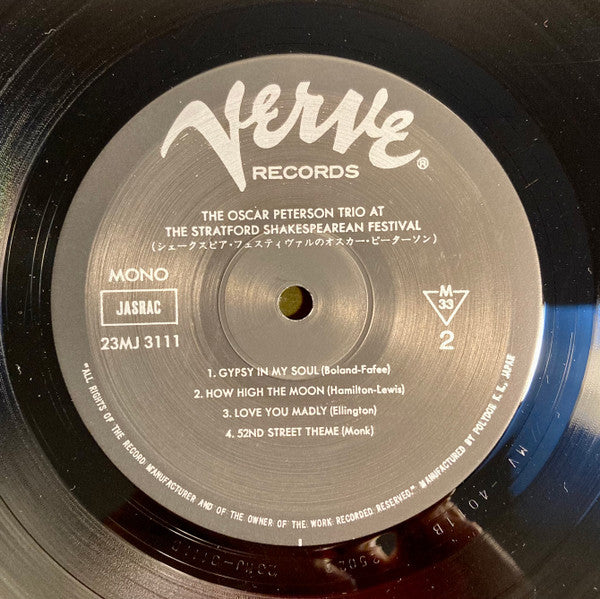 Verve®
RECORDS
THE OSCAR PETERSON TRIO AT
THE STRATFORD SHAKESPEAREAN FESTIVAL
(シェークスピア・フェスティヴァルのオスカー・ピーターソン)
MONO
JASRAC
23MJ 3111
M
33
2
1. GYPSY IN MY SOUL (Boland-Fafee)
2. HOW HIGH THE MOON (Hamilton-Lewis)
3. LOVE YOU MADLY (Ellington)
4. 52ND STREET THEME (Monk)
"ALL RIGHTS OF THE RECORD MANUFACTURER AND OF THE OWNER OF THE WORK RECORDED RESERVED." MANUFACTURED BY POLYDOR K. K., JAPAN